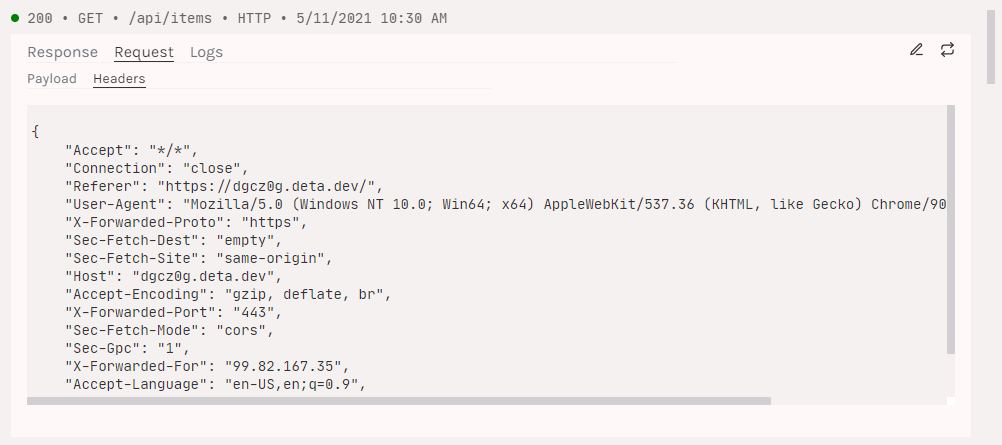 200 • GET • /api/items • HTTP • 5/11/2021 10:30 AM
Response Request Logs
Payload Headers
{
    "Accept": "*/*",
    "Connection": "close",
    "Referer": "https://dgcz0g.deta.dev/",
    "User-Agent": "Mozilla/5.0 (Windows NT 10.0; Win64; x64) AppleWebKit/537.36 (KHTML, like Gecko) Chrome/90
    "X-Forwarded-Proto": "https",
    "Sec-Fetch-Dest": "empty",
    "Sec-Fetch-Site": "same-origin",
    "Host": "dgcz0g.deta.dev",
    "Accept-Encoding": "gzip, deflate, br",
    "X-Forwarded-Port": "443",
    "Sec-Fetch-Mode": "cors",
    "Sec-Gpc": "1",
    "X-Forwarded-For": "99.82.167.35",
    "Accept-Language": "en-US,en;q=0.9",